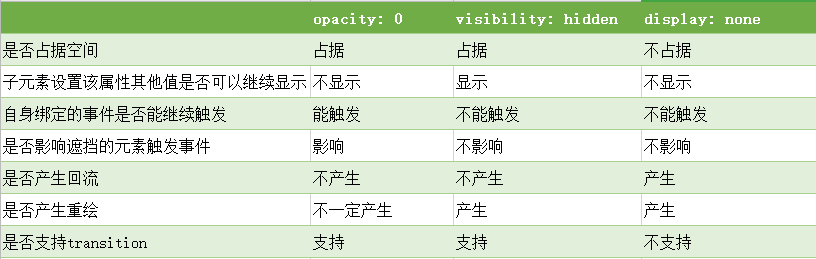 opacity: 0 visibility: hidden display: none
是否占据空间 占据 占据 不占据
子元素设置该属性其他值是否可以继续显示 不显示 显示 不显示
自身绑定的事件是否能继续触发 能触发 不能触发 不能触发
是否影响遮挡的元素触发事件 影响 不影响 不影响
是否产生回流 不产生 不产生 产生
是否产生重绘 不一定产生 产生 产生
是否支持transition 支持 支持 不支持